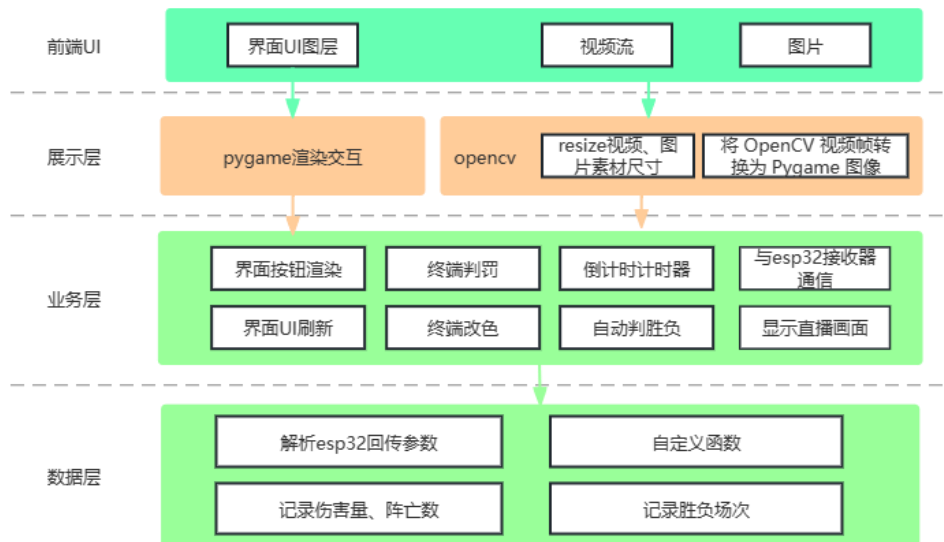 前端UI
界面UI图层
视频流
图片
展示层
pygame渲染交互
opencv
resize视频、图
片素材尺寸
将 OpenCV 视频帧转
换为 Pygame 图像
业务层
界面按钮渲染
终端判罚
倒计时计时器
与esp32接收器
通信
界面UI刷新
终端改色
自动判胜负
显示直播画面
数据层
解析esp32回传参数
自定义函数
记录伤害量、阵亡数
记录胜负场次